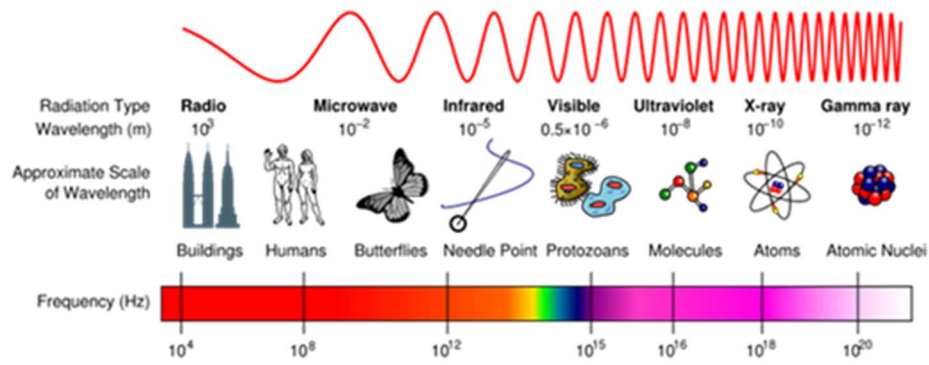 Radiation Type Radio Microwave Infrared Visible Ultraviolet X-ray Gamma ray
Wavelength (m) 10³ 10⁻² 10⁻⁵ 0.5×10⁻⁶ 10⁻⁸ 10⁻¹⁰ 10⁻¹²
Approximate Scale
of Wavelength
Buildings Humans Butterflies Needle Point Protozoans Molecules Atoms Atomic Nuclei
Frequency (Hz)
10⁴ 10⁸ 10¹² 10¹⁵ 10¹⁶ 10¹⁸ 10²⁰